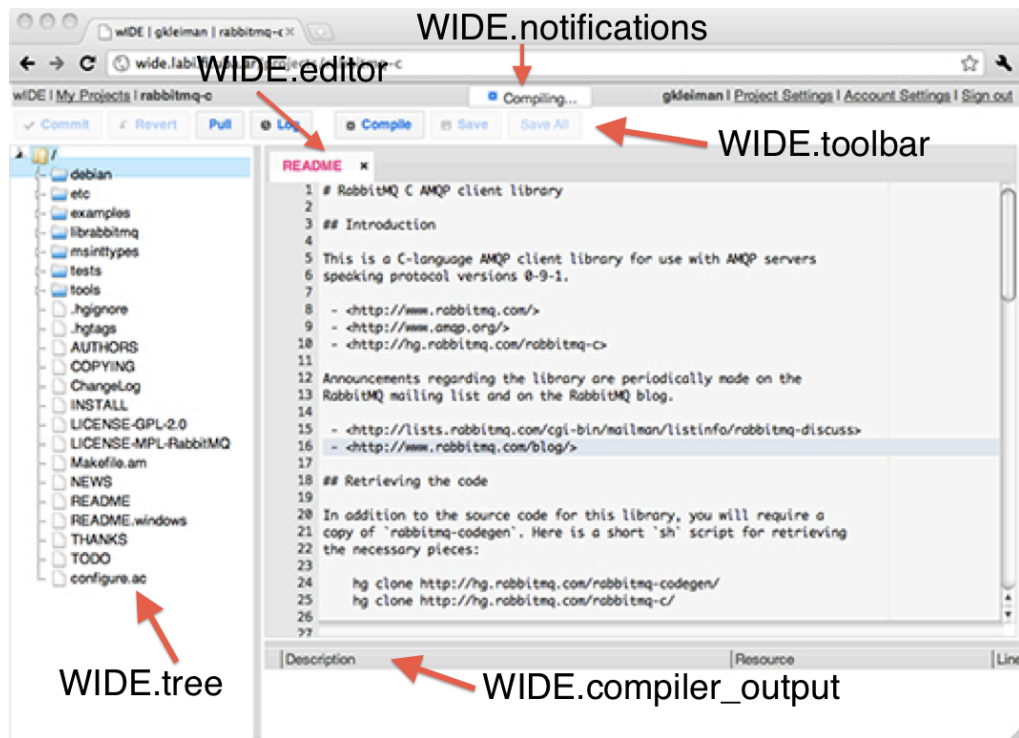 WIDE.notifications
wIDE | gkleiman | rabbitmq-c
WIDE.editor
wIDE | My Projects | rabbitmq-c
Compiling...
gkleiman | Project Settings | Account Settings | Sign out
Commit Revert Pull Log Compile Save Save All
WIDE.toolbar
/
debian
etc
examples
librabbitmq
msinttypes
tests
tools
.hgignore
.hgtags
AUTHORS
COPYING
ChangeLog
INSTALL
LICENSE-GPL-2.0
LICENSE-MPL-RabbitMQ
Makefile.am
NEWS
README
README.windows
THANKS
TODO
configure.ac
WIDE.tree
README
1 # RabbitMQ C AMQP client library
2
3 ## Introduction
4
5 This is a C-language AMQP client library for use with AMQP servers
6 speaking protocol versions 0-9-1.
7
8 - <http://www.rabbitmq.com/>
9 - <http://www.amqp.org/>
10 - <http://hg.rabbitmq.com/rabbitmq-c>
11
12 Announcements regarding the library are periodically made on the
13 RabbitMQ mailing list and on the RabbitMQ blog.
14
15 - <http://lists.rabbitmq.com/cgi-bin/mailman/listinfo/rabbitmq-discuss>
16 - <http://www.rabbitmq.com/blog/>
17
18 ## Retrieving the code
19
20 In addition to the source code for this library, you will require a
21 copy of `rabbitmq-codegen`. Here is a short `sh` script for retrieving
22 the necessary pieces:
23
24 hg clone http://hg.rabbitmq.com/rabbitmq-codegen/
25 hg clone http://hg.rabbitmq.com/rabbitmq-c/
26
27
Description Resource Line
WIDE.compiler_output